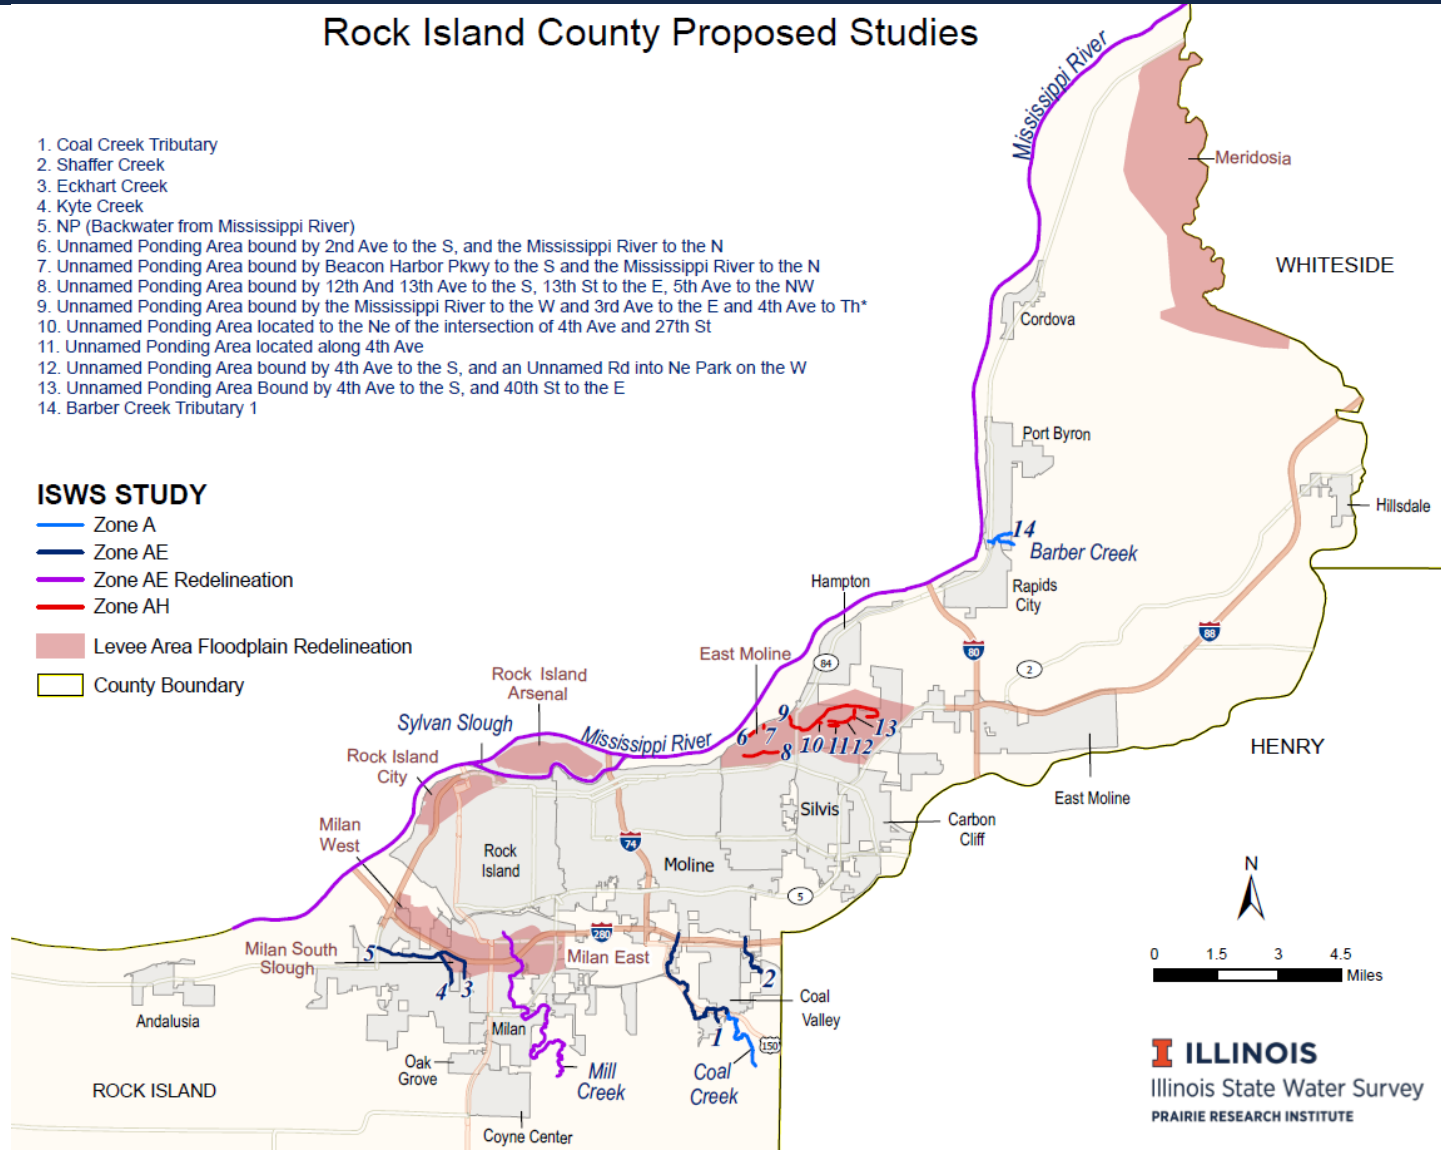 Rock Island County Proposed Studies
1. Coal Creek Tributary
2. Shaffer Creek
3. Eckhart Creek
4. Kyte Creek
5. NP (Backwater from Mississippi River)
6. Unnamed Ponding Area bound by 2nd Ave to the S, and the Mississippi River to the N
7. Unnamed Ponding Area bound by Beacon Harbor Pkwy to the S and the Mississippi River to the N
8. Unnamed Ponding Area bound by 12th And 13th Ave to the S, 13th St to the E, 5th Ave to the NW
9. Unnamed Ponding Area bound by the Mississippi River to the W and 3rd Ave to the E and 4th Ave to Th*
10. Unnamed Ponding Area located to the Ne of the intersection of 4th Ave and 27th St
11. Unnamed Ponding Area located along 4th Ave
12. Unnamed Ponding Area bound by 4th Ave to the S, and an Unnamed Rd into Ne Park on the W
13. Unnamed Ponding Area Bound by 4th Ave to the S, and 40th St to the E
14. Barber Creek Tributary 1
ISWS STUDY
Zone A
Zone AE
Zone AE Redelineation
Zone AH
Levee Area Floodplain Redelineation
County Boundary
Mississippi River
Meridosia
WHITESIDE
Cordova
Port Byron
Hillsdale
14
Barber Creek
Hampton
Rapids
City
88
80
84
2
East Moline
Rock Island
Arsenal
Sylvan Slough
Mississippi River
9
6
7
8
10
11
12
13
HENRY
Rock Island
City
East Moline
Silvis
Carbon
Cliff
Milan
West
74
Rock
Island
Moline
5
N
280
Milan South
Slough
5
4
3
Milan East
2
0
1.5
3
4.5
Miles
Andalusia
Coal
Valley
Milan
1
150
Oak
Grove
Mill
Creek
Coal
Creek
ROCK ISLAND
Coyne Center
I ILLINOIS
Illinois State Water Survey
PRAIRIE RESEARCH INSTITUTE